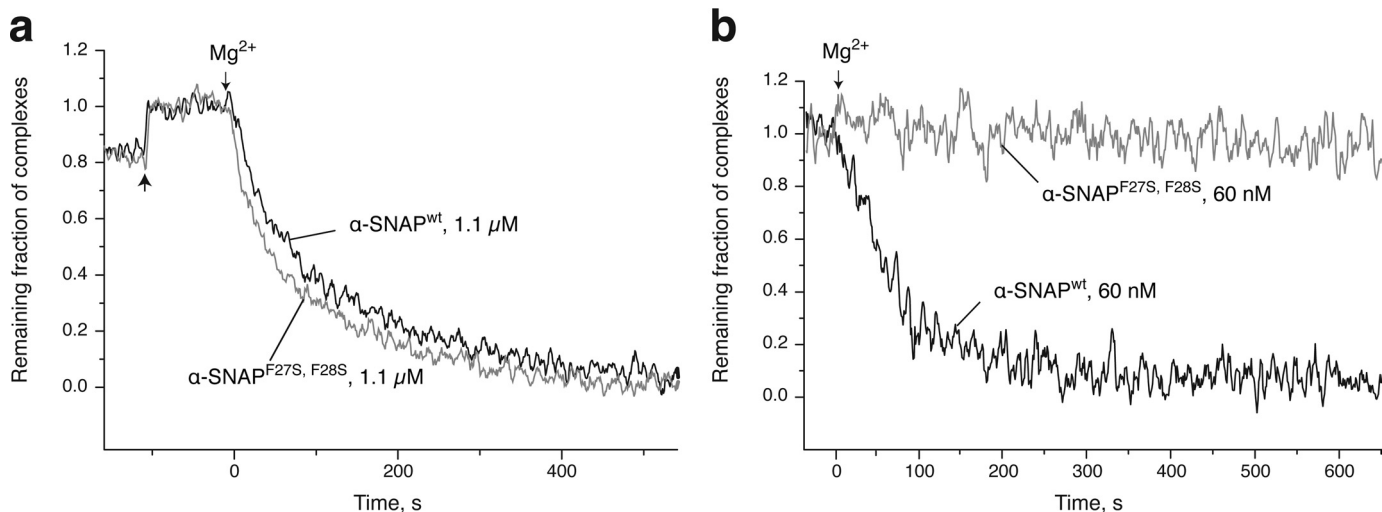 a
Mg²⁺
1.2
1.0
0.8
0.6
0.4
0.2
0.0
Remaining fraction of complexes
α-SNAPʷᵗ, 1.1 µM
α-SNAPF27S, F28S, 1.1 µM
0
200
400
Time, s
b
Mg²⁺
1.2
1.0
0.8
0.6
0.4
0.2
0.0
Remaining fraction of complexes
α-SNAPF27S, F28S, 60 nM
α-SNAPʷᵗ, 60 nM
0
100
200
300
400
500
600
Time, s